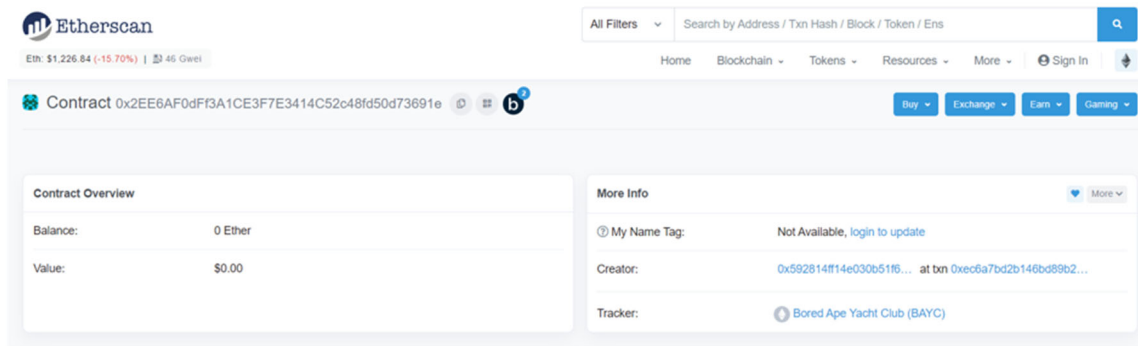 Etherscan
All Filters Search by Address / Txn Hash / Block / Token / Ens
Eth: $1,226.84 (-15.70%) | 46 Gwei
Home Blockchain Tokens Resources More Sign In
Contract 0x2EE6AF0dFf3A1CE3F7E3414C52c48fd50d73691e b 2
Buy Exchange Earn Gaming
Contract Overview
Balance: 0 Ether
Value: $0.00
More Info More
My Name Tag: Not Available, login to update
Creator: 0x592814ff14e030b51f6... at txn 0xec6a7bd2b146bd89b2...
Tracker: Bored Ape Yacht Club (BAYC)